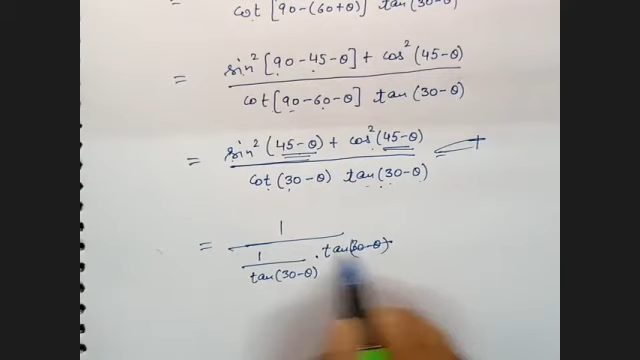 = cot [90-(60+θ)] tan(30-θ)
= sin²[90-45-θ] + cos²(45-θ)
cot[90-60-θ] tan(30-θ)
= sin²(45-θ) + cos²(45-θ)
cot(30-θ) tan(30-θ)
= 1
1 . tan(30-θ)
tan(30-θ)